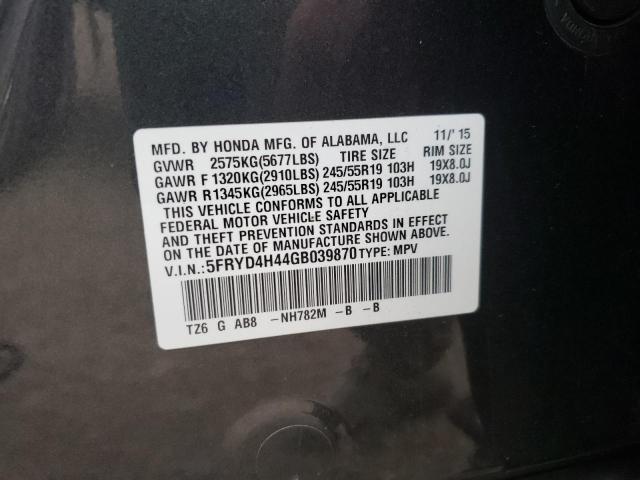 MFD. BY HONDA MFG. OF ALABAMA, LLC 11/'15
GVWR 2575KG(5677LBS) TIRE SIZE RIM SIZE
GAWR F 1320KG(2910LBS) 245/55R19 103H 19X8.0J
GAWR R1345KG(2965LBS) 245/55R19 103H 19X8.0J
THIS VEHICLE CONFORMS TO ALL APPLICABLE
FEDERAL MOTOR VEHICLE SAFETY
AND THEFT PREVENTION STANDARDS IN EFFECT
ON THE DATE OF MANUFACTURE SHOWN ABOVE.
V.I.N.:5FRYD4H44GB039870 TYPE: MPV
TZ6 G AB8 -NH782M -B -B